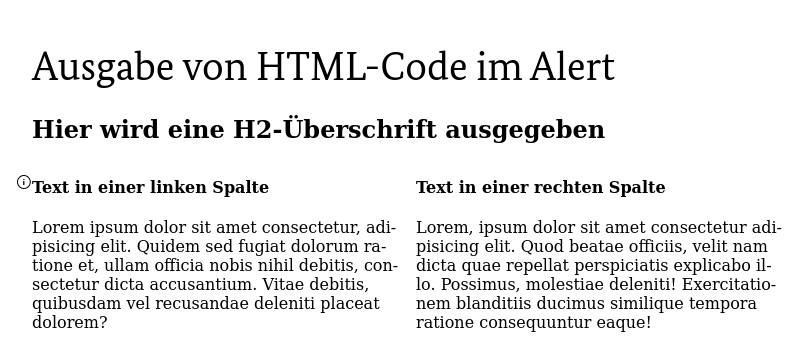 Ausgabe von HTML-Code im Alert
Hier wird eine H2-Überschrift ausgegeben
Text in einer linken Spalte
Lorem ipsum dolor sit amet consectetur, adi-
pisicing elit. Quidem sed fugiat dolorum ra-
tione et, ullam officia nobis nihil debitis, con-
sectetur dicta accusantium. Vitae debitis,
quibusdam vel recusandae deleniti placeat
dolorem?
Text in einer rechten Spalte
Lorem, ipsum dolor sit amet consectetur adi-
pisicing elit. Quod beatae officiis, velit nam
dicta quae repellat perspiciatis explicabo il-
lo. Possimus, molestiae deleniti! Exercitatio-
nem blanditiis ducimus similique tempora
ratione consequuntur eaque!